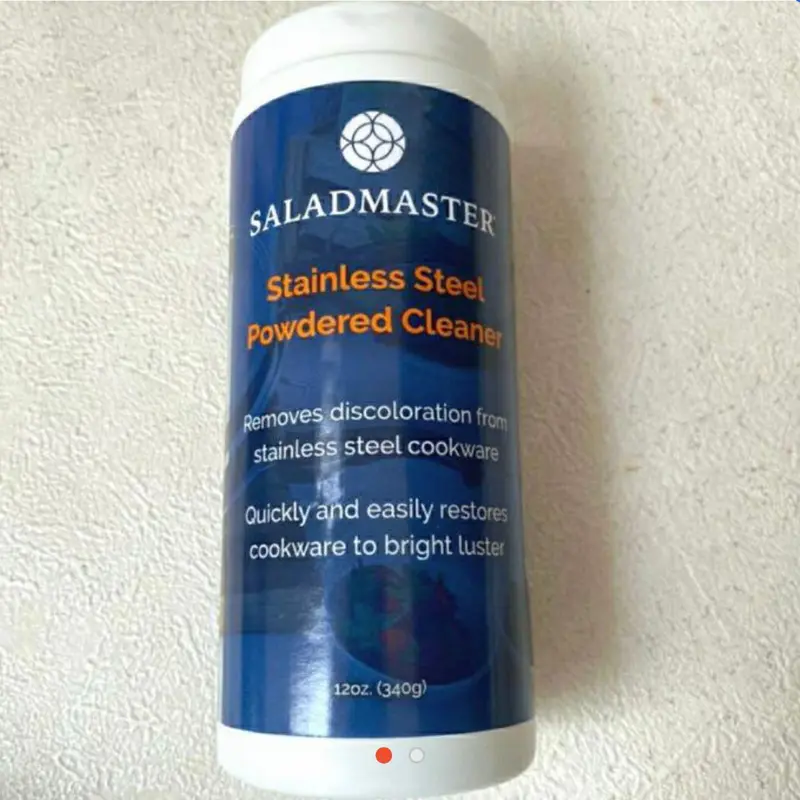 SALADMASTER®
Stainless Steel
Powdered Cleaner
Removes discoloration from
stainless steel cookware
Quickly and easily restores
cookware to bright luster
12oz. (340g)